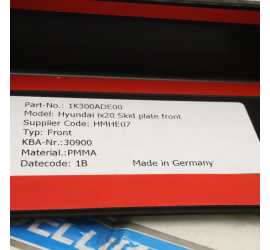 Part-No.: 1K300ADE00
Model: Hyundai ix20 Skid plate front
Supplier Code: HMHE07
Typ: Front
KBA-Nr.:30900
Material.:PMMA
Datecode: 1B Made in Germany